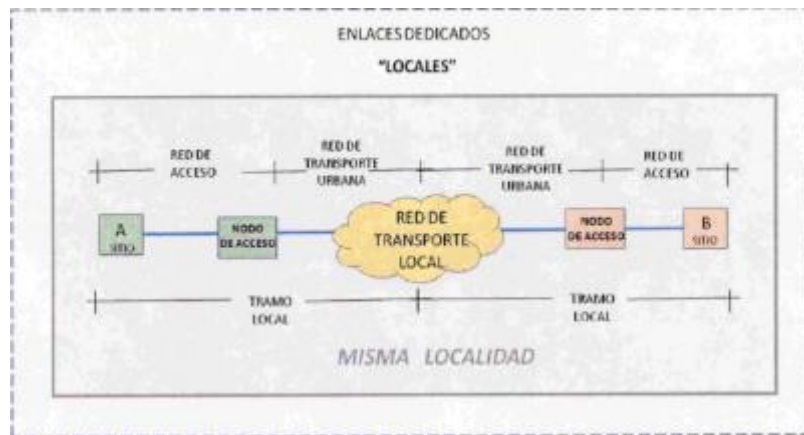 ENLACES DEDICADOS
"LOCALES"
RED DE
ACCESO
RED DE
TRANSPORTE
URBANA
RED DE
TRANSPORTE
URBANA
RED DE
ACCESO
A
SITIO
NODO
DE ACCESO
RED DE
TRANSPORTE
LOCAL
NODO
DE ACCESO
B
SITIO
TRAMO
LOCAL
TRAMO
LOCAL
MISMA LOCALIDAD